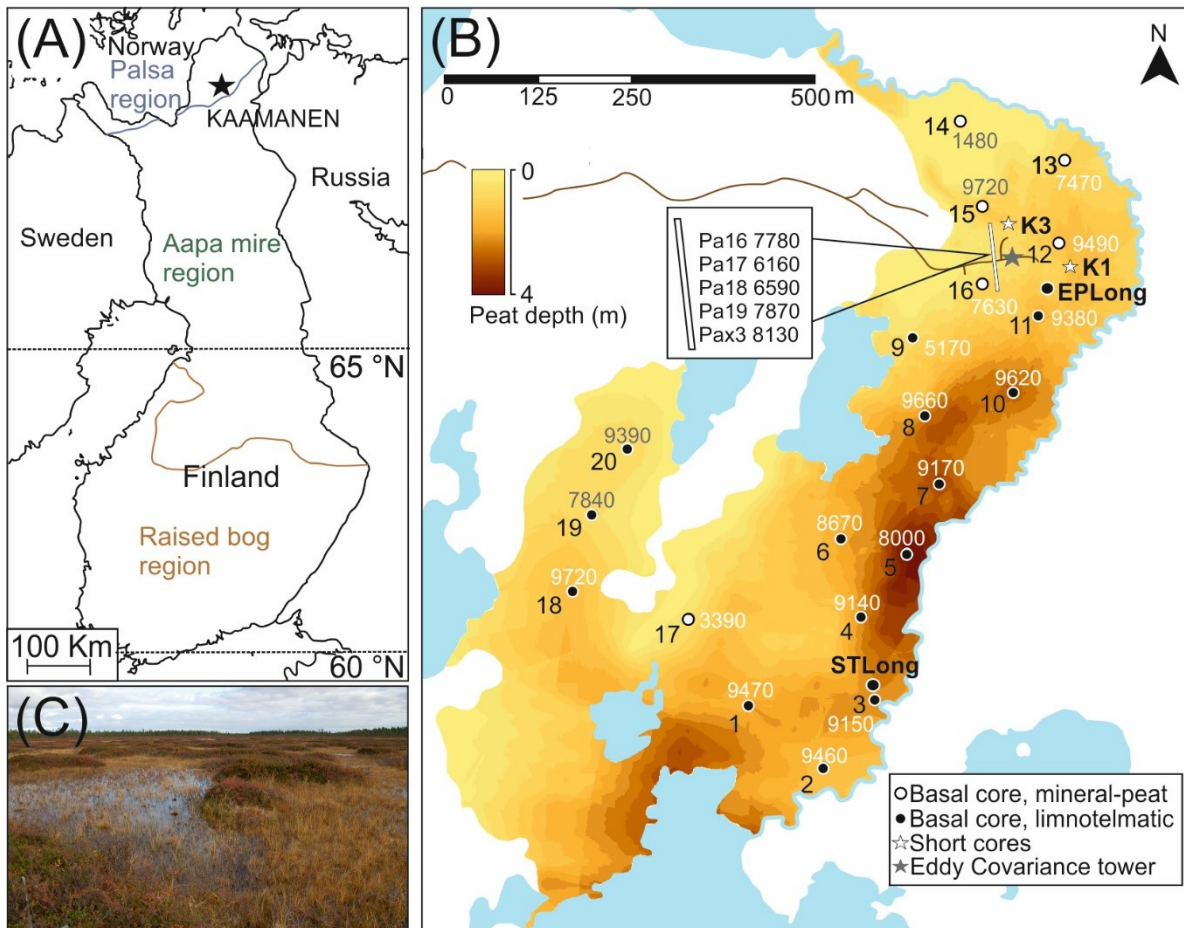 (A)
Norway
Palsa
region
KAAMANEN
Russia
Sweden
Aapa mire
region
65 °N
Finland
Raised bog
region
100 Km
60 °N
(C)
(B)
N
0 125 250 500 m
0
4
Peat depth (m)
Pa16 7780
Pa17 6160
Pa18 6590
Pa19 7870
Pax3 8130
14
1480
13
7470
9720
15
K3
12
9490
K1
16
7630
EPLong
11
9380
9
5170
9620
10
9660
8
9170
7
8670
6
8000
5
9140
4
STLong
3
9150
9390
20
7840
19
9720
18
17
3390
9470
1
9460
2
Basal core, mineral-peat
Basal core, limnotelmatic
Short cores
Eddy Covariance tower